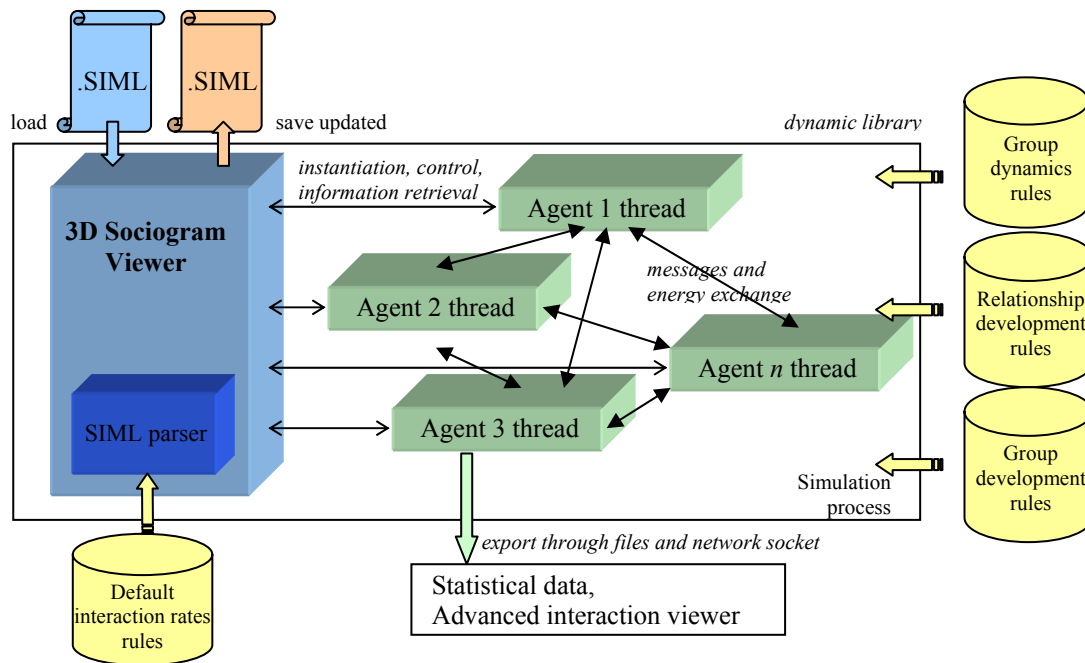 .SIML
.SIML
load
save updated
dynamic library
Group
dynamics
rules
instantiation, control,
information retrieval
Agent 1 thread
3D Sociogram
Viewer
messages and
energy exchange
Agent 2 thread
Relationship
development
rules
Agent n thread
SIML parser
Agent 3 thread
Group
development
rules
Simulation
process
export through files and network socket
Default
interaction rates
rules
Statistical data,
Advanced interaction viewer